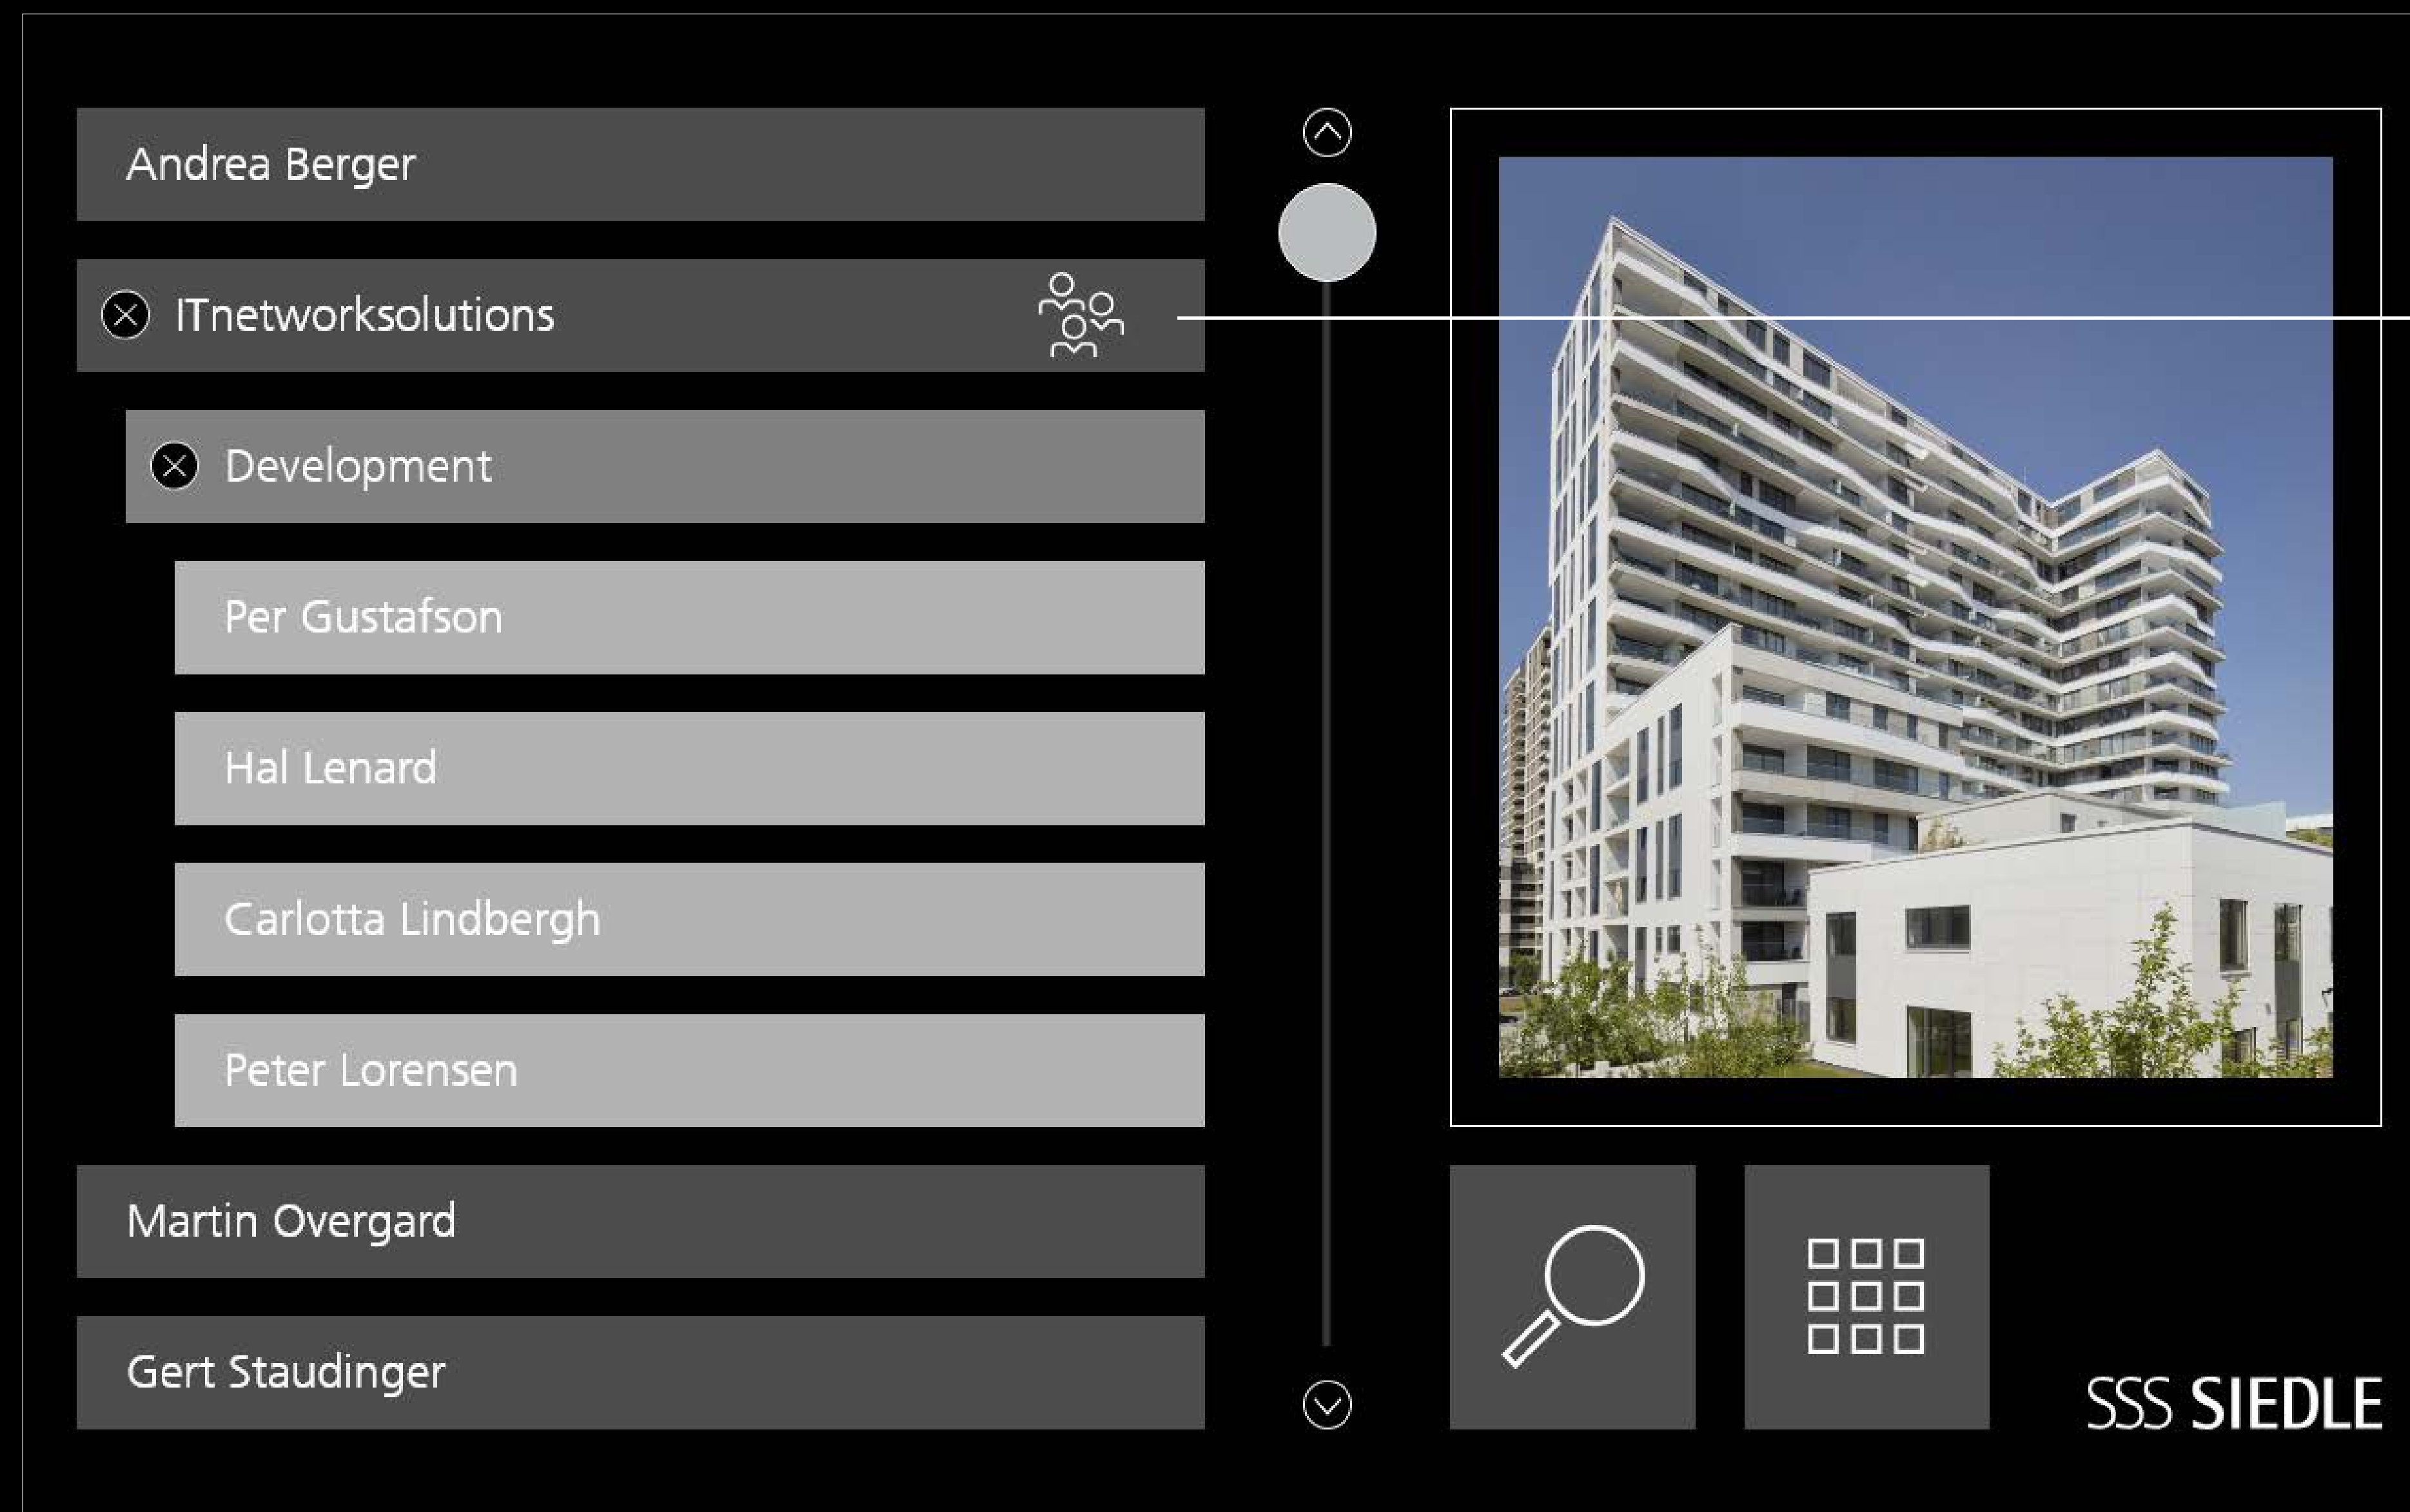 Andrea Berger
ITnetworksolutions
Development
Per Gustafson
Hal Lenard
Carlotta Lindbergh
Peter Lorensen
Martin Overgard
Gert Staudinger
SSS SIEDLE